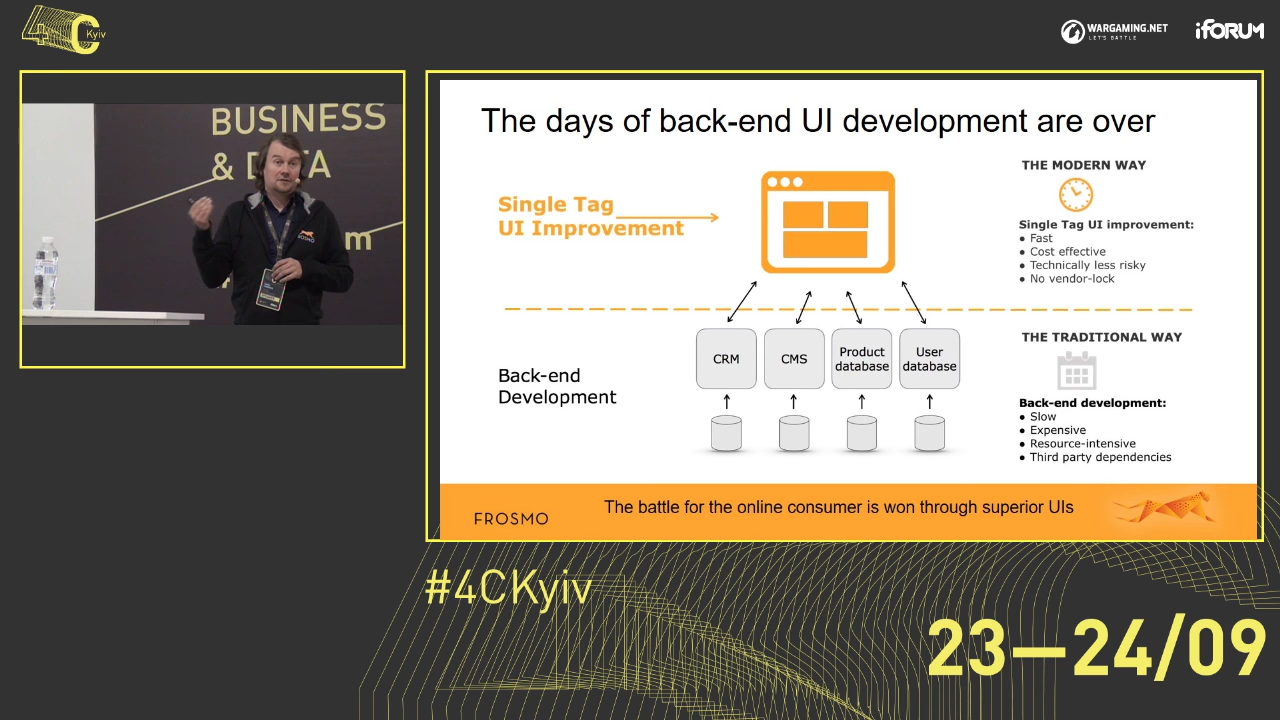 4C Kyiv
WARGAMING.NET
LET'S BATTLE
iFORUM
BUSINESS
& D TA
m
FROSMO
The days of back-end UI development are over
Single Tag
UI Improvement
THE MODERN WAY
Single Tag UI improvement:
● Fast
● Cost effective
● Technically less risky
● No vendor-lock
Back-end
Development
CRM
CMS
Product
database
User
database
THE TRADITIONAL WAY
Back-end development:
● Slow
● Expensive
● Resource-intensive
● Third party dependencies
FROSMO
The battle for the online consumer is won through superior UIs
#4CKyiv
23—24/09